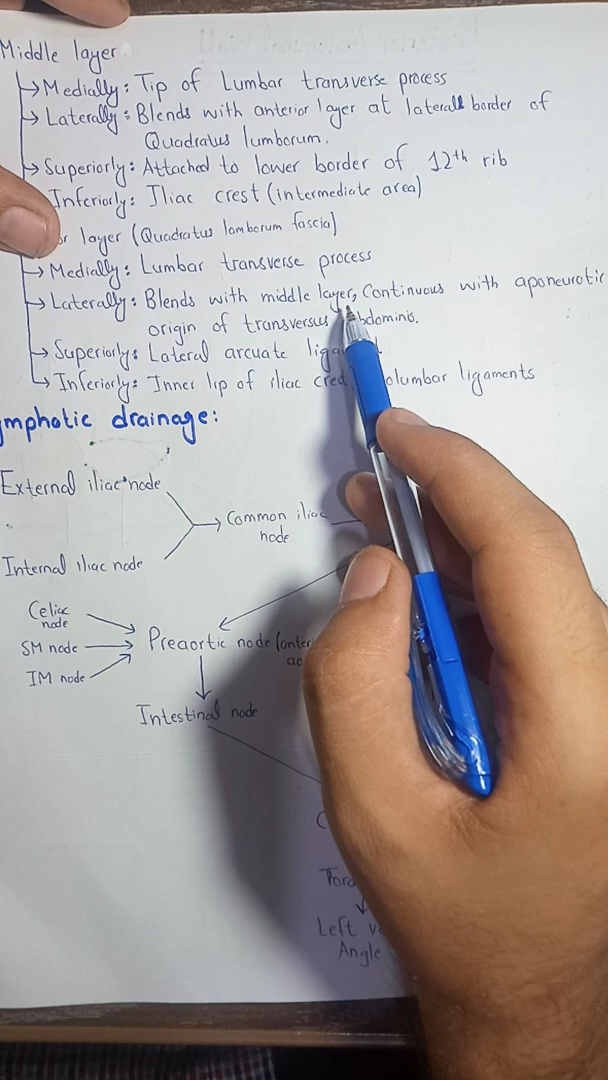 Middle layer
Medially: Tip of Lumbar transverse process
Laterally: Blends with anterior layer at lateral border of
Quadratus lumborum.
Superiorly: Attached to lower border of 12th rib
Inferiorly: Iliac crest (intermediate area)
or layer (Quadratus lumborum fascia)
Medially: Lumbar transverse process
Laterally: Blends with middle layer, Continuous with aponeurotic
origin of transversus abdominis.
Superiorly: Lateral arcuate
Inferiorly: Inner lip of iliac olumbar ligaments
ymphatic drainage:
External iliac node
Common iliac
node
Internal iliac node
Celiac
node
SM node
Preaortic node
IM node
Intestinal node
Left
Angle